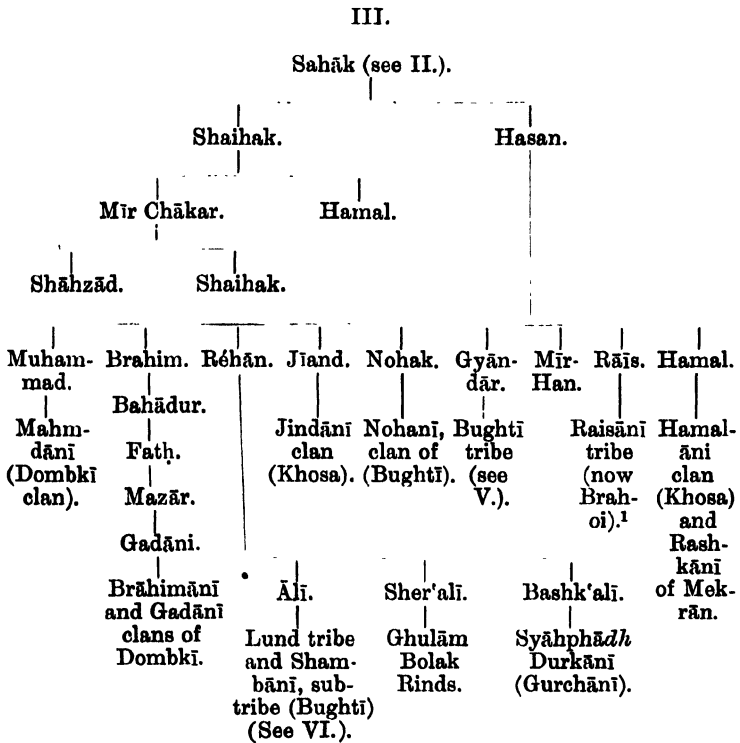 III.
Sahāk (see II.).
Shaihak. Hasan.
Mīr Chākar. Hamal.
Shāhzād. Shaihak.
Muham-
mad.
Mahm-
dānī
(Dombkī
clan).
Brahim.
Bahādur.
Fatḥ.
Mazār.
Gadāni.
Brāhimānī
and Gadānī
clans of
Dombkī.
Réhān.
Jīand.
Jindānī
clan
(Khosa).
Nohak.
Nohanī,
clan of
(Bughtī).
Gyān-
dār.
Bughtī
tribe
(see
V.).
Mīr-
Han.
Rāīs.
Raisānī
tribe
(now
Brah-
oi).¹
Hamal.
Hamal-
āni
clan
(Khosa)
and
Rash-
kānī
of Mek-
rān.
Ālī.
Lund tribe
and Sham-
bānī, sub-
tribe (Bughtī)
(See VI.).
Sher‘alī.
Ghulām
Bolak
Rinds.
Bashk‘alī.
Syāhphādh
Durkānī
(Gurchānī).